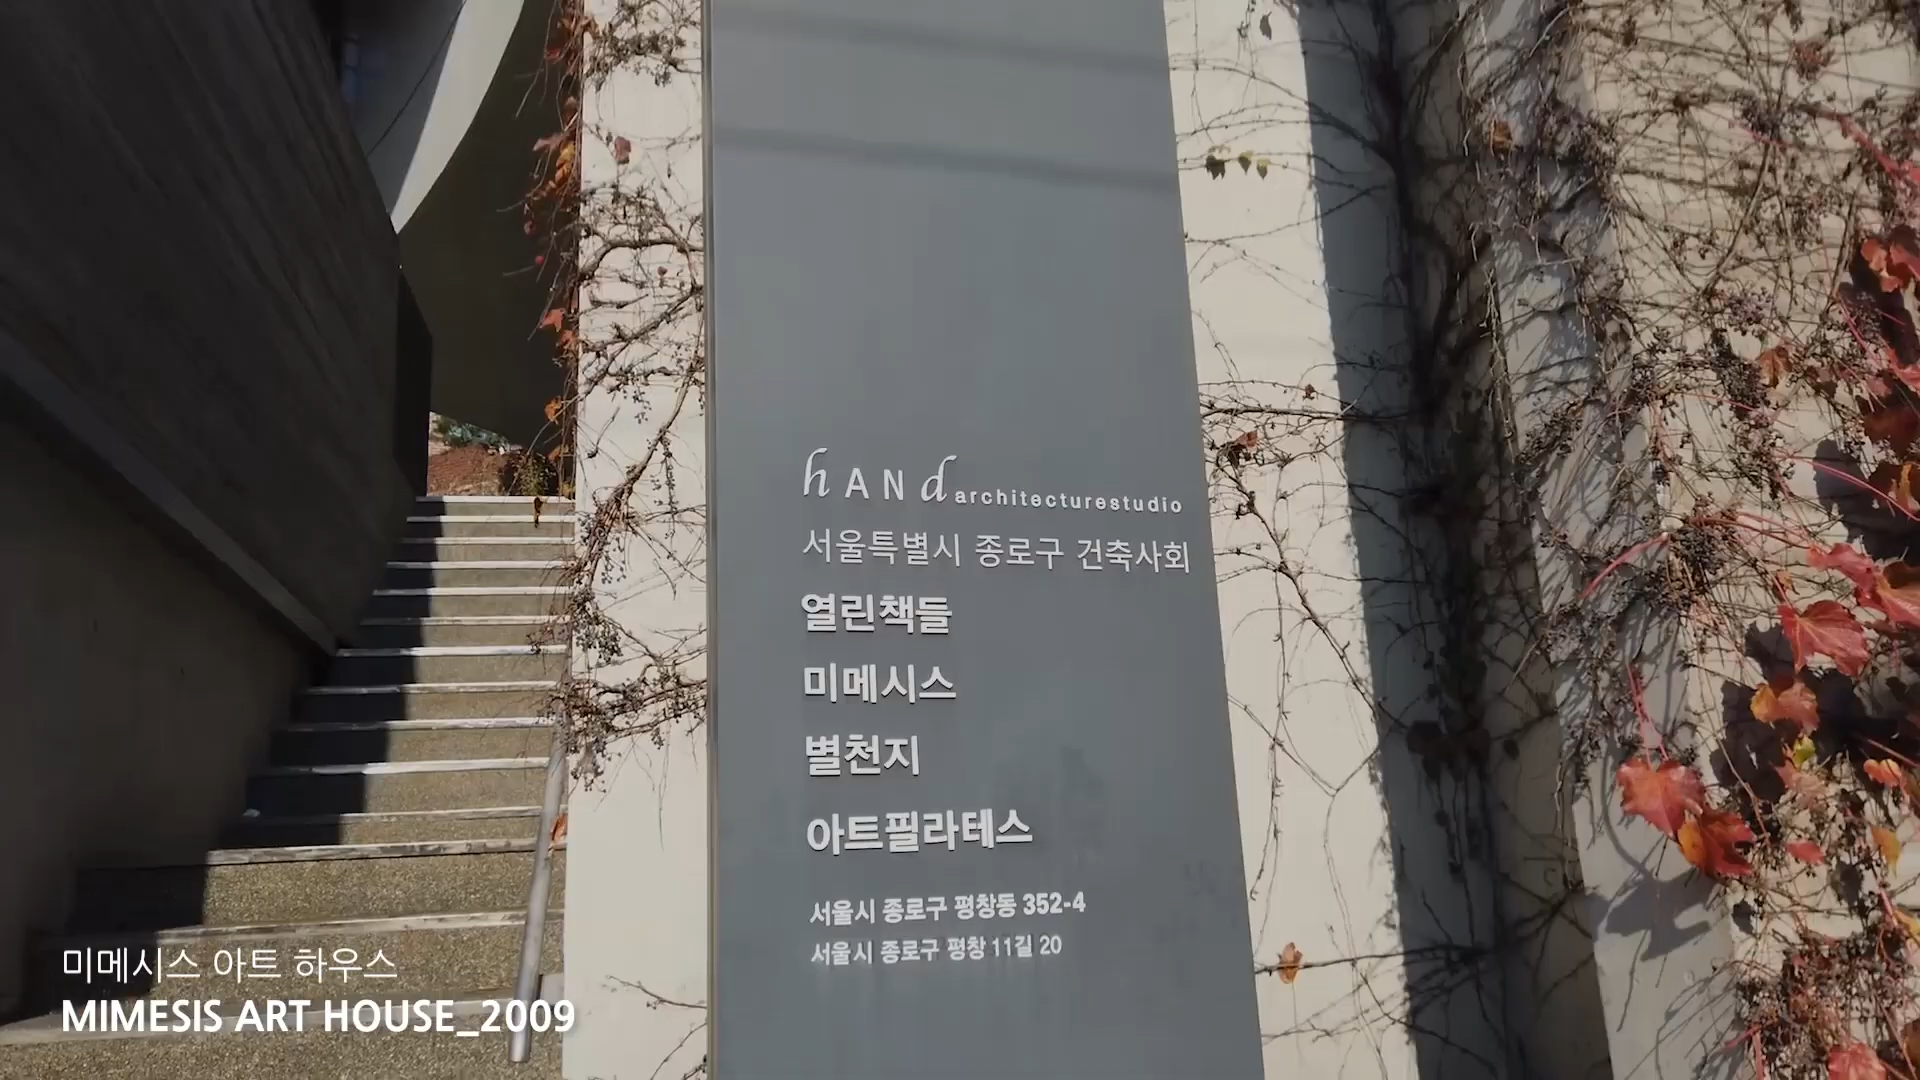 hANd architecturestudio
서울특별시 종로구 건축사회
열린책들
미메시스
별천지
아트필라테스
서울시 종로구 평창동 352-4
서울시 종로구 평창 11길 20
미메시스 아트 하우스
MIMESIS ART HOUSE_2009